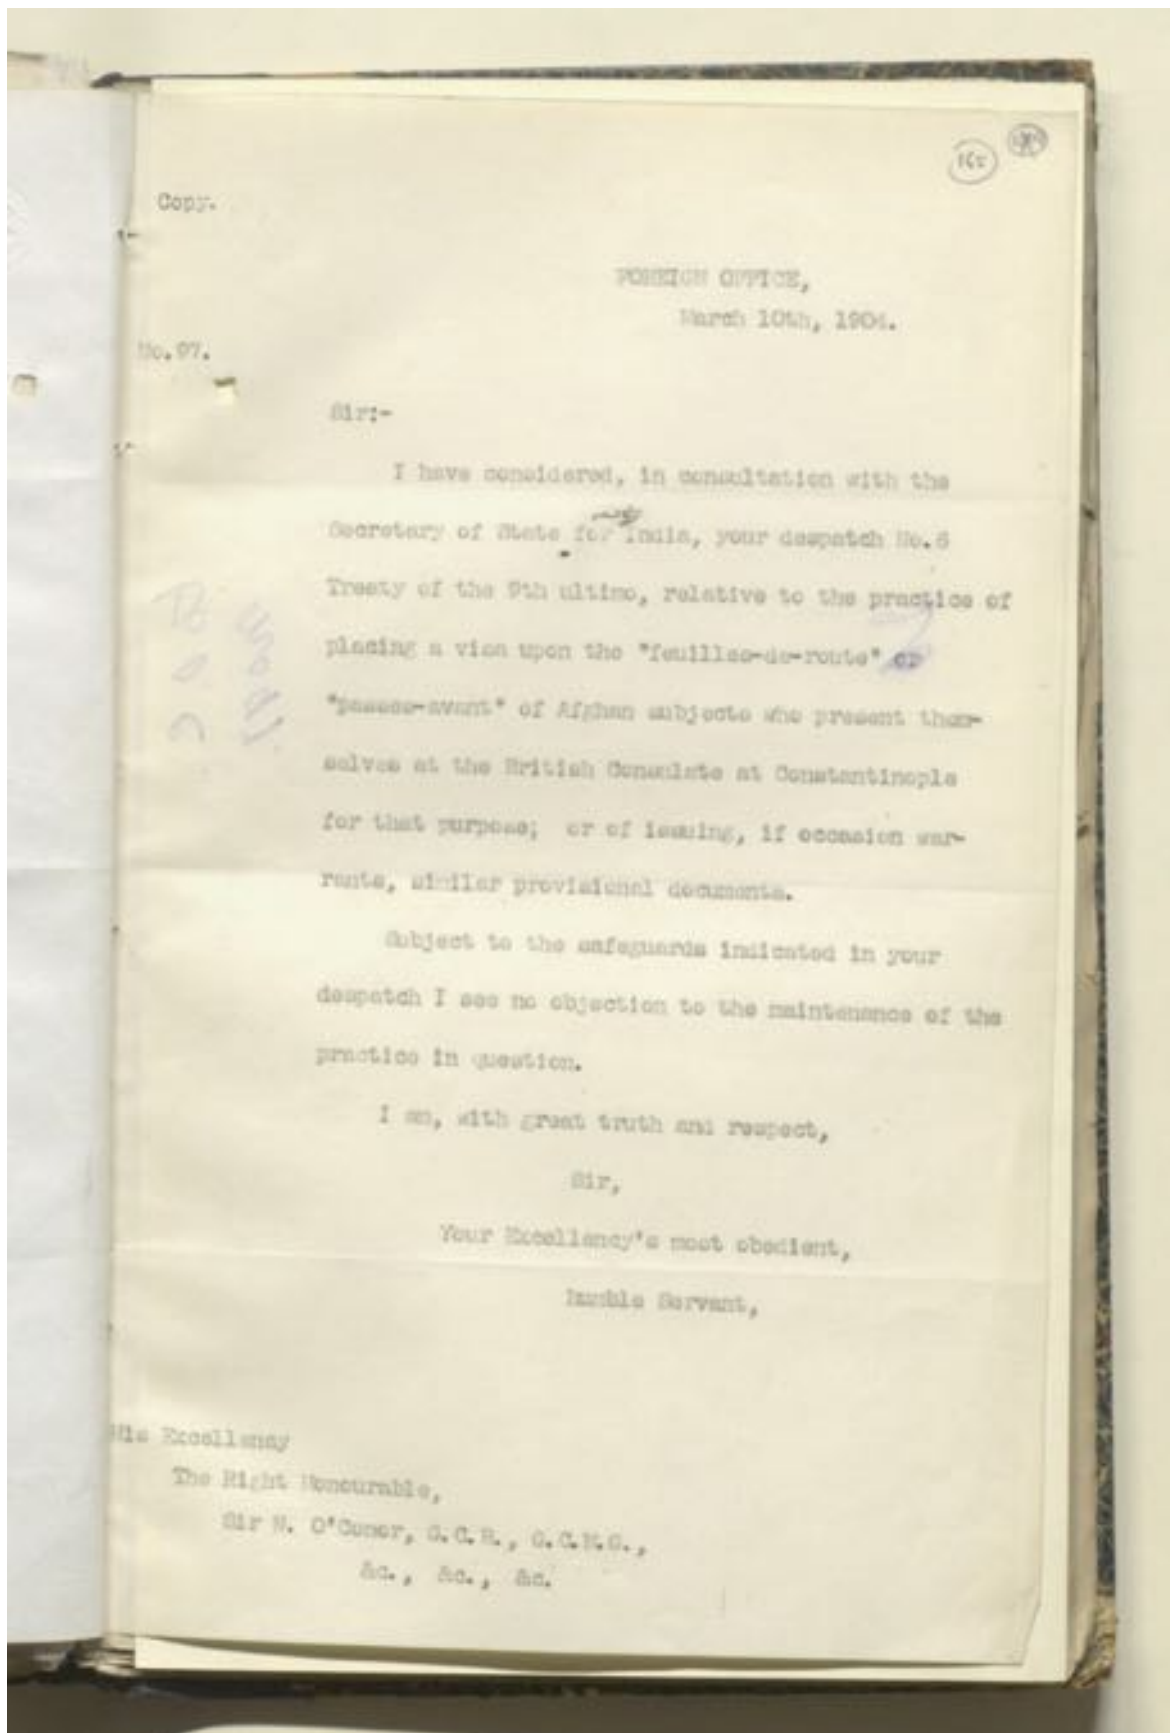 Copy.
FOREIGN OFFICE,
March 10th, 1904.
No.97.
Sir:-
I have considered, in consultation with the
Secretary of State for India, your despatch No.6
Treaty of the 9th ultimo, relative to the practice of
placing a visa upon the "feuilles-de-route" or
"passes-avant" of Afghan subjects who present them-
selves at the British Consulate at Constantinople
for that purpose; or of issuing, if occasion war-
rants, similar provisional documents.
Subject to the safeguards indicated in your
despatch I see no objection to the maintenance of the
practice in question.
I am, with great truth and respect,
Sir,
Your Excellency's most obedient,
Humble Servant,
His Excellency
The Right Honourable,
Sir N. O'Conor, G.C.B., G.C.M.G.,
&c., &c., &c.